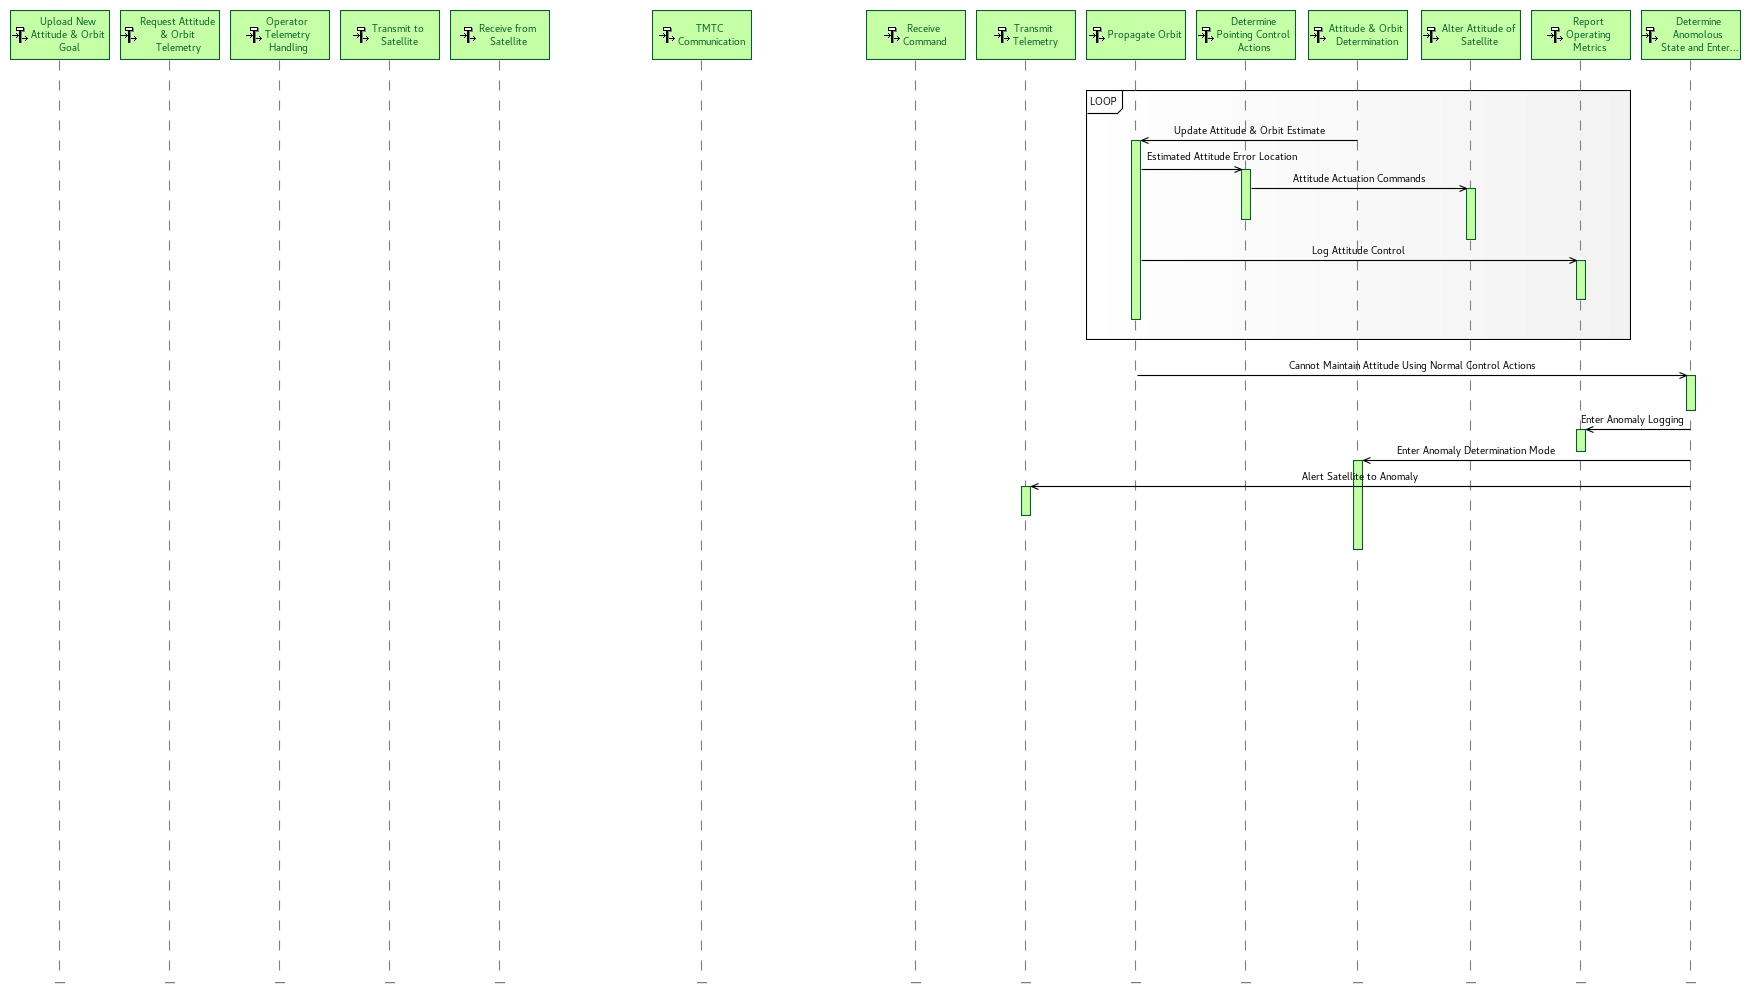 Upload New
Attitude & Orbit
Goal
Request Attitude
& Orbit
Telemetry
Operator
Telemetry
Handling
Transmit to
Satellite
Receive from
Satellite
TMTC
Communication
Receive
Command
Transmit
Telemetry
Propagate Orbit
Determine
Pointing Control
Actions
Attitude & Orbit
Determination
Alter Attitude of
Satellite
Report
Operating
Metrics
Determine
Anomolous
State and Enter...
LOOP
Update Attitude & Orbit Estimate
Estimated Attitude Error Location
Attitude Actuation Commands
Log Attitude Control
Cannot Maintain Attitude Using Normal Control Actions
Enter Anomaly Logging
Enter Anomaly Determination Mode
Alert Satellite to Anomaly